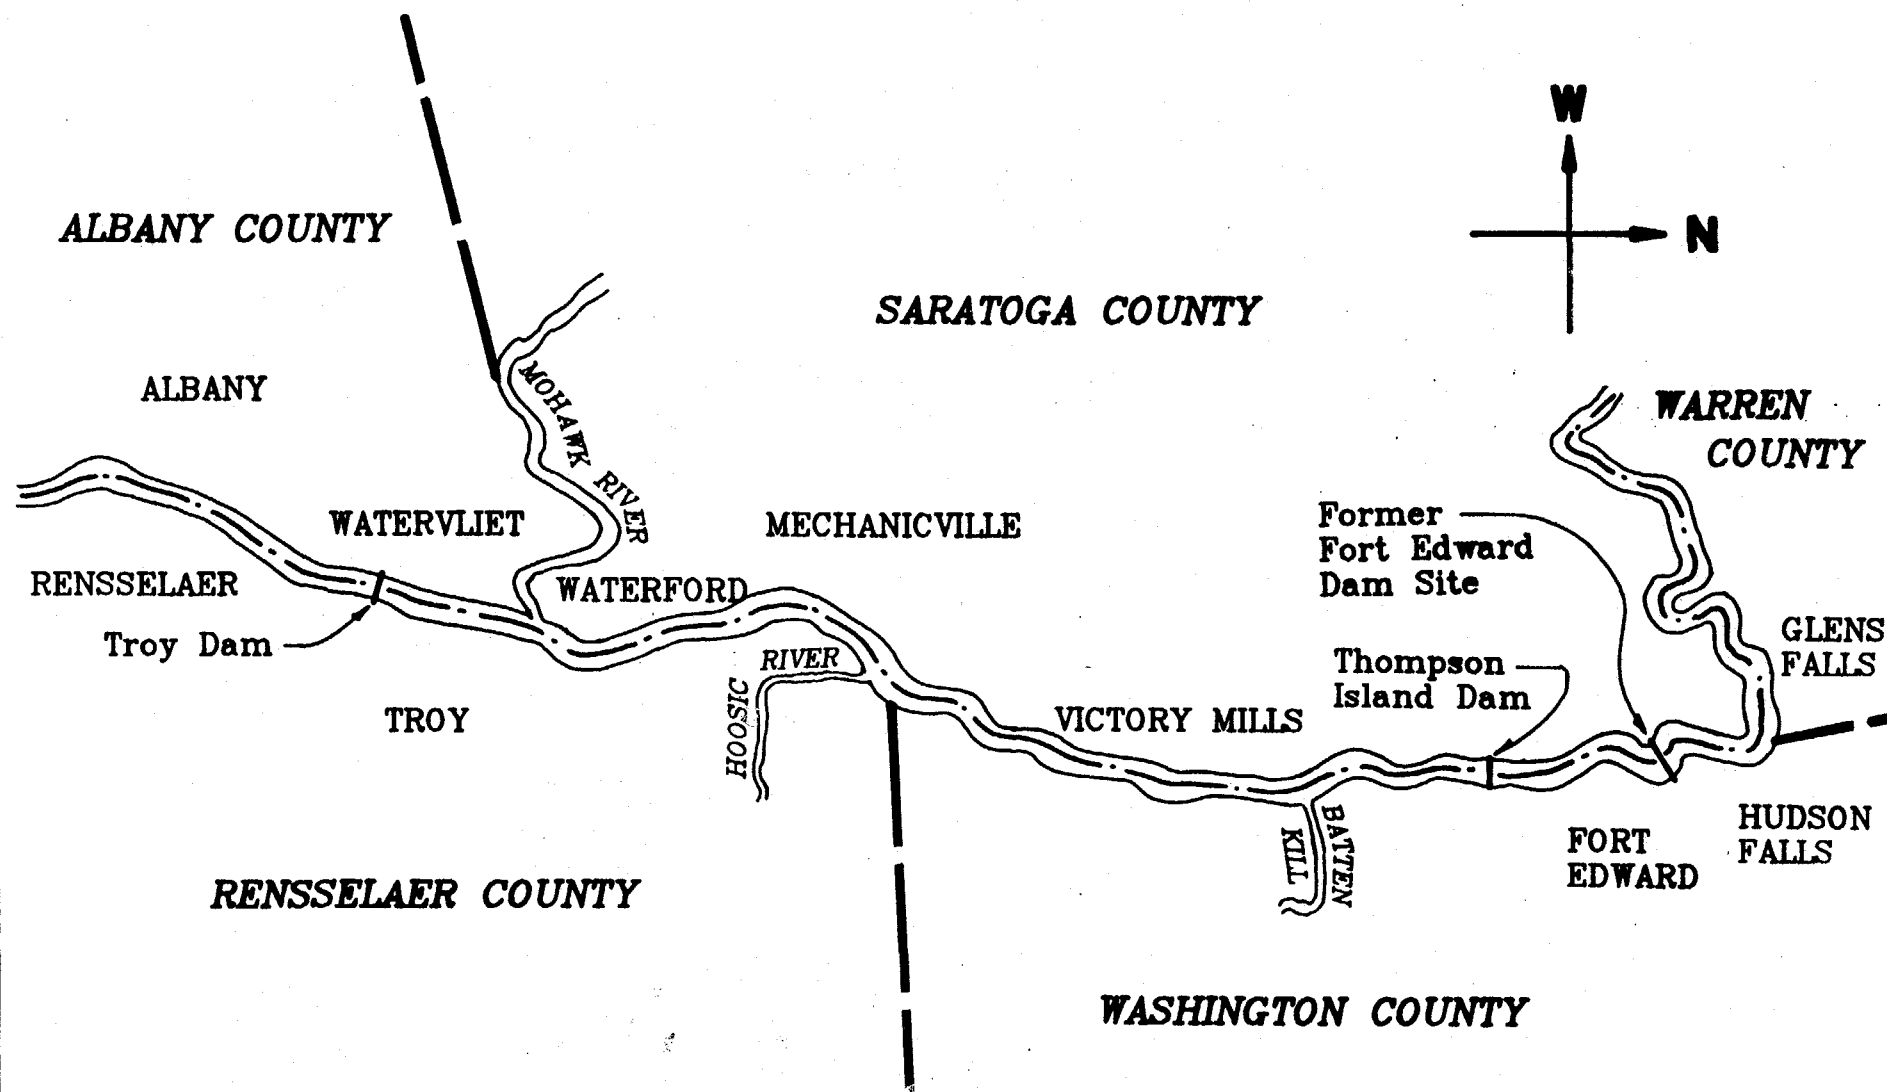 W
N
ALBANY COUNTY
SARATOGA COUNTY
ALBANY
MOHAWK RIVER
WARREN
COUNTY
WATERVLIET
MECHANICVILLE
Former
Fort Edward
Dam Site
RENSSELAER
WATERFORD
Troy Dam
GLENS
FALLS
HOOSIC RIVER
Thompson
Island Dam
TROY
VICTORY MILLS
BATTEN
KILL
FORT
EDWARD
HUDSON
FALLS
RENSSELAER COUNTY
WASHINGTON COUNTY